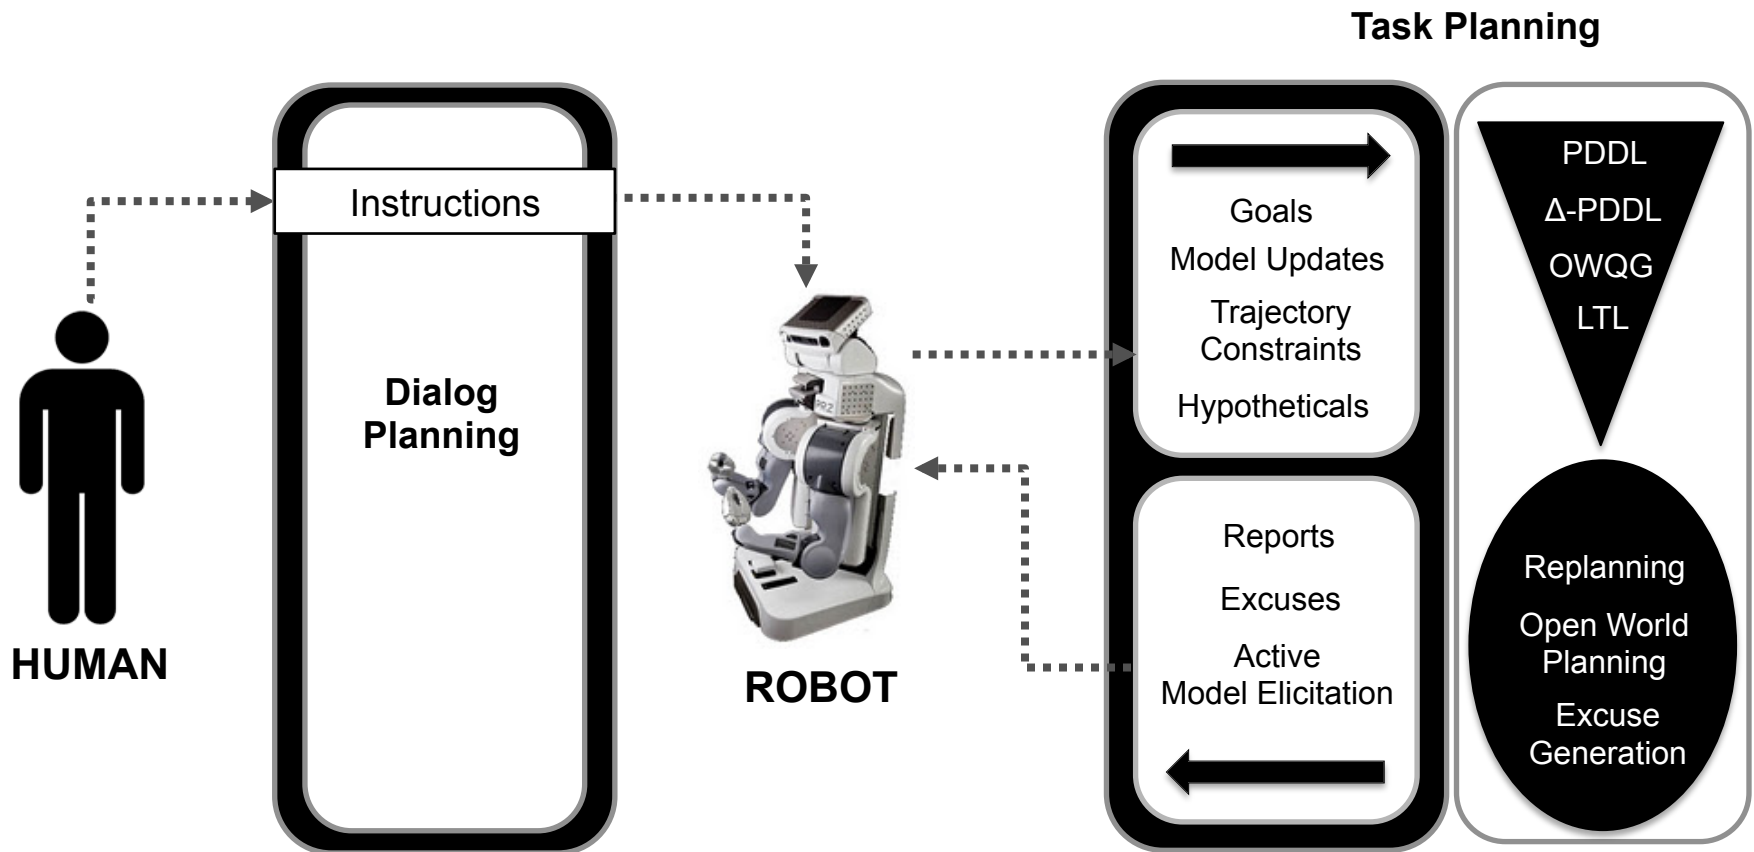 Task Planning
Instructions
Dialog
Planning
HUMAN
PR2
ROBOT
Goals
Model Updates
Trajectory
Constraints
Hypotheticals
Reports
Excuses
Active
Model Elicitation
PDDL
Δ-PDDL
OWQG
LTL
Replanning
Open World
Planning
Excuse
Generation